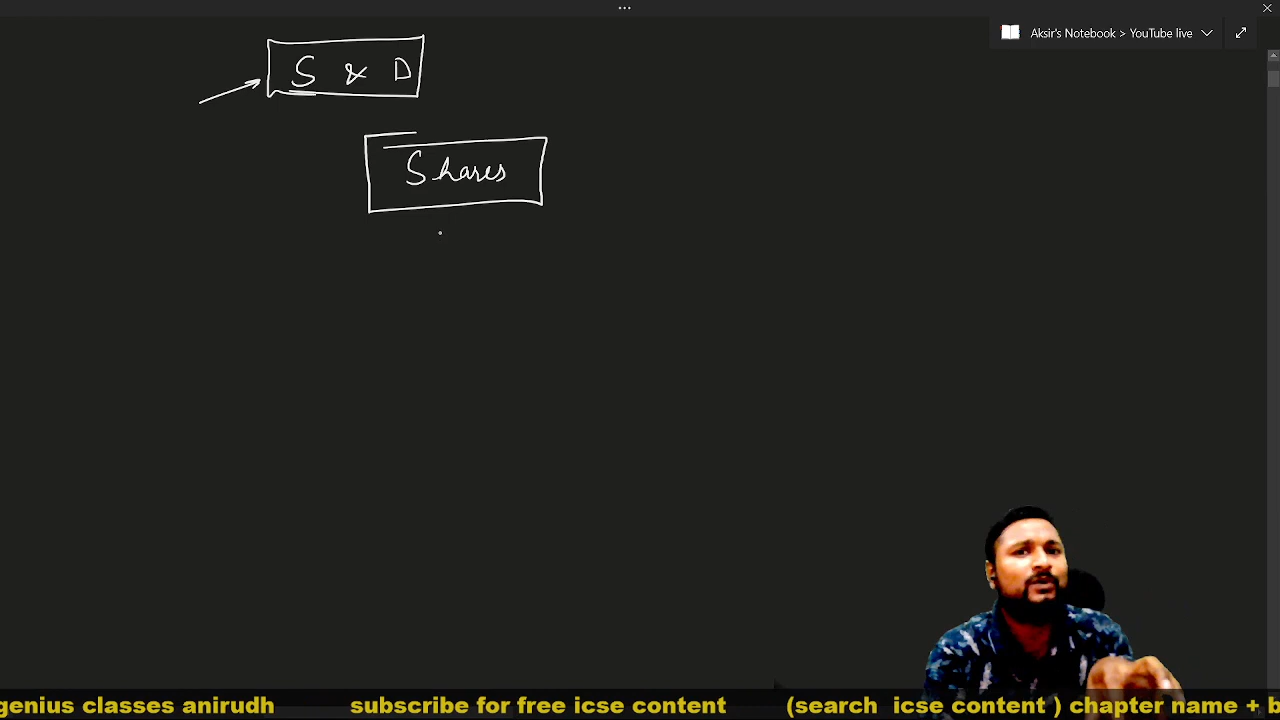 Aksir's Notebook > YouTube live
S & D
Shares
genius classes anirudh subscribe for free icse content (search icse content ) chapter name + b